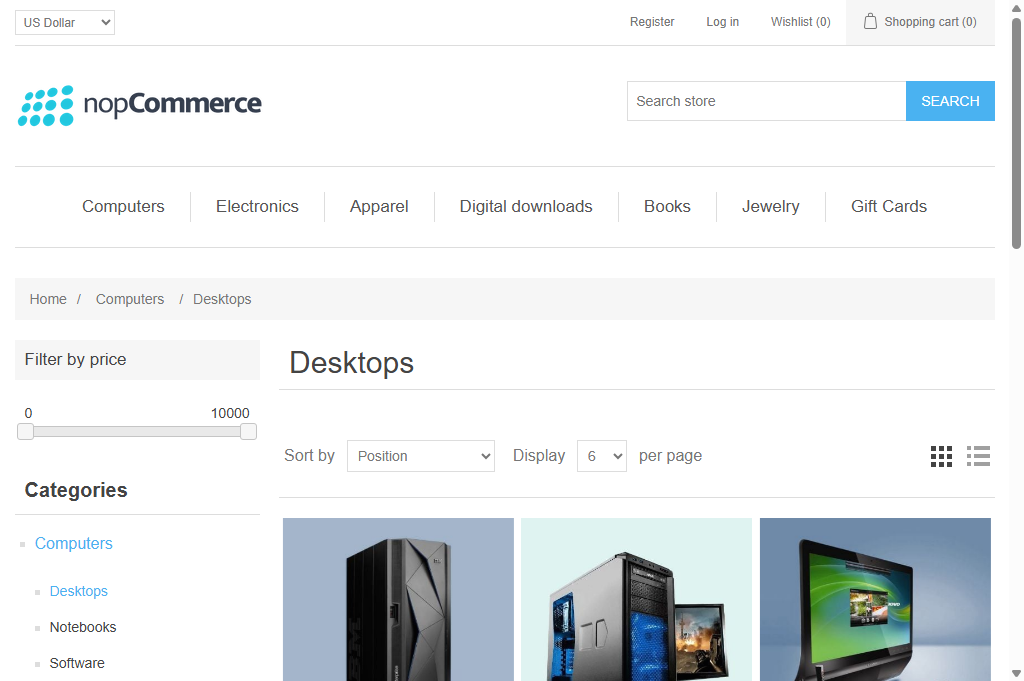 US Dollar
Register
Log in
Wishlist (0)
Shopping cart (0)
nopCommerce
Search store
SEARCH
Computers
Electronics
Apparel
Digital downloads
Books
Jewelry
Gift Cards
Home / Computers / Desktops
Filter by price
0 10000
Categories
Computers
Desktops
Notebooks
Software
Desktops
Sort by Position Display 6 per page